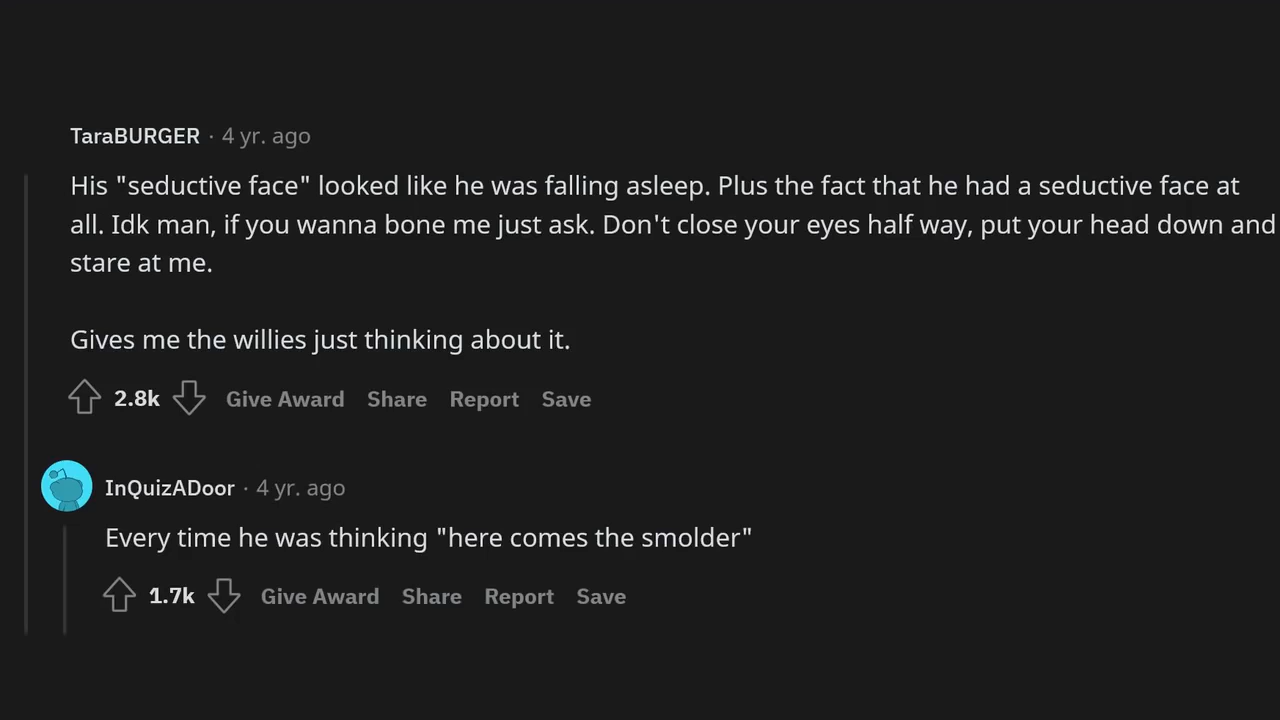 TaraBURGER · 4 yr. ago
His "seductive face" looked like he was falling asleep. Plus the fact that he had a seductive face at
all. Idk man, if you wanna bone me just ask. Don't close your eyes half way, put your head down and
stare at me.
Gives me the willies just thinking about it.
2.8k Give Award Share Report Save
InQuizADoor · 4 yr. ago
Every time he was thinking "here comes the smolder"
1.7k Give Award Share Report Save